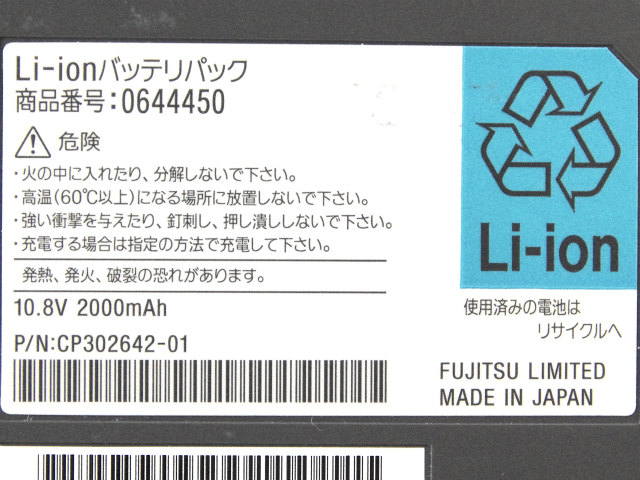 Li-ionバッテリパック
商品番号:0644450
危険
・火の中に入れたり、分解しないで下さい。
・高温(60℃以上)になる場所に放置しないで下さい。
・強い衝撃を与えたり、釘刺し、押し潰ししないで下さい。
・充電する場合は指定の方法で充電して下さい。
発熱、発火、破裂の恐れがあります。
10.8V 2000mAh
P/N:CP302642-01
Li-ion
使用済みの電池は
リサイクルへ
FUJITSU LIMITED
MADE IN JAPAN